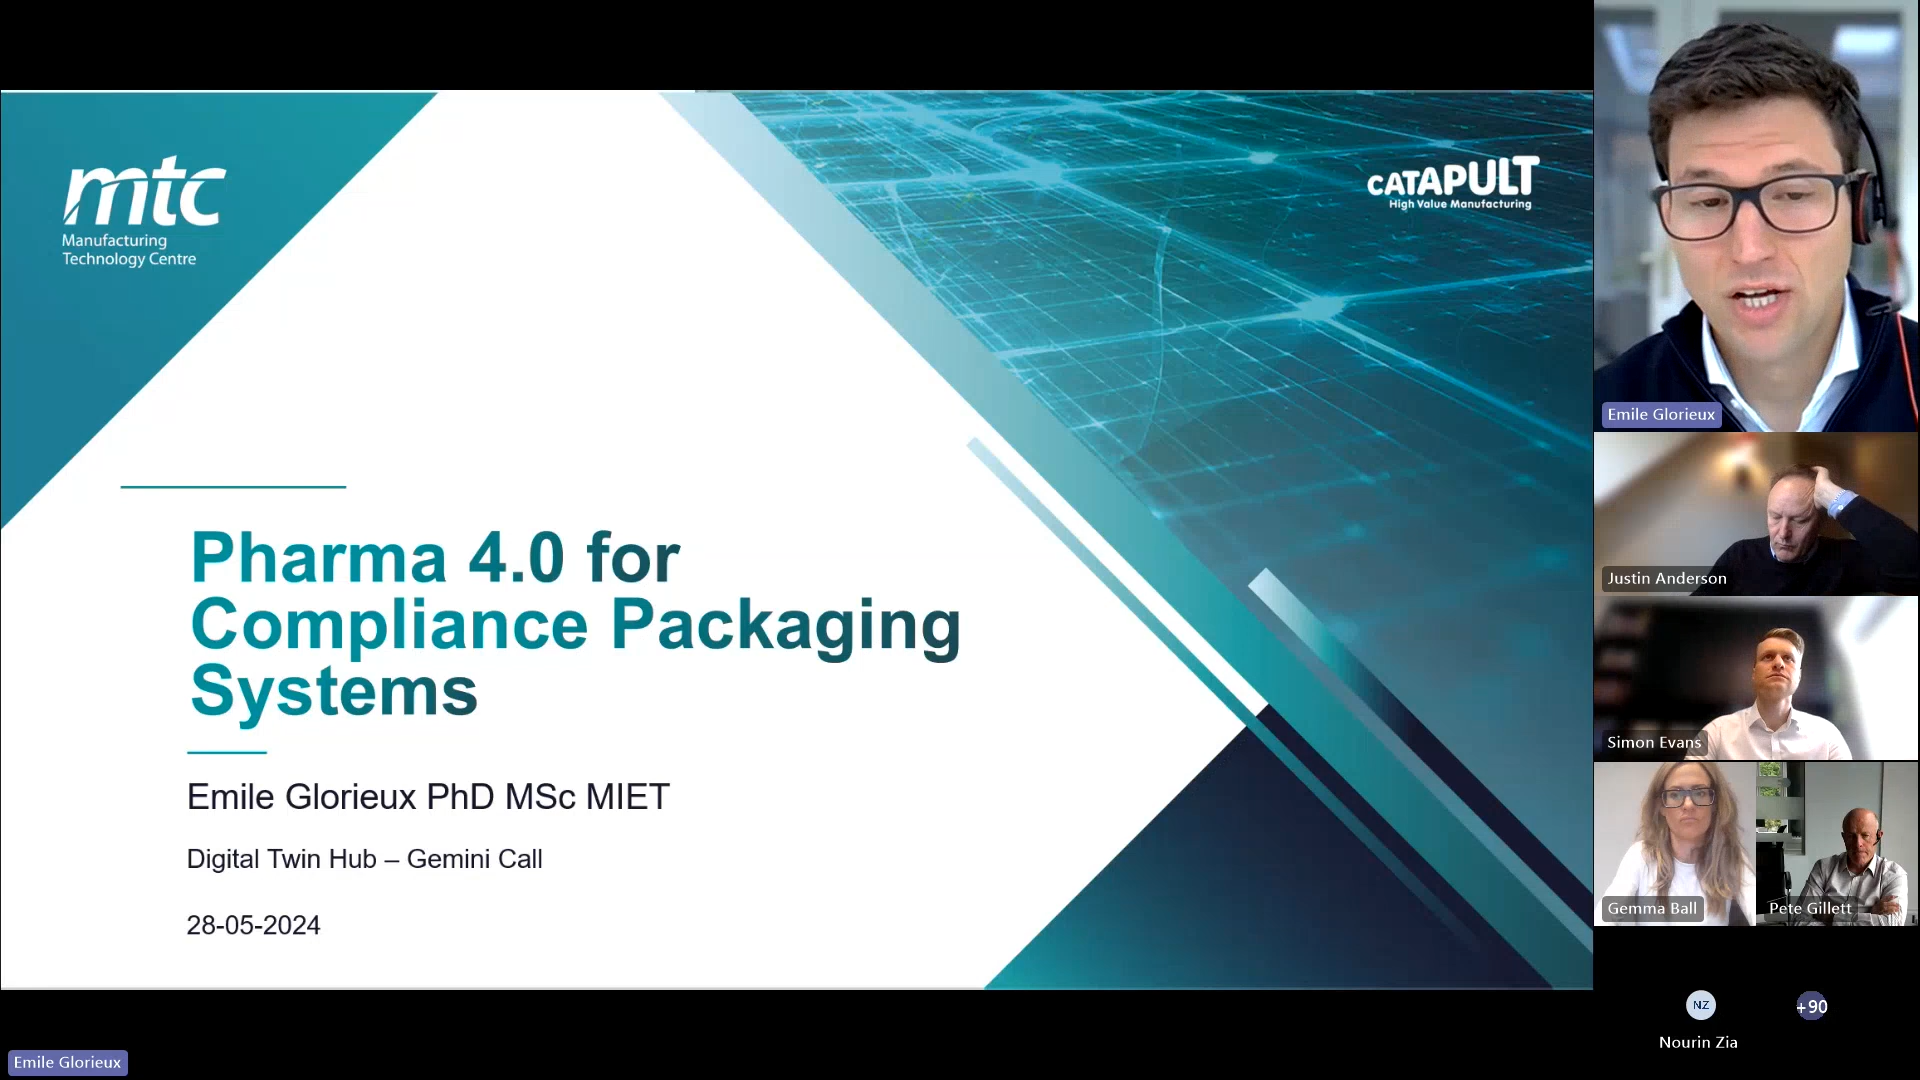 mtc
Manufacturing
Technology Centre
CATAPULT
High Value Manufacturing
Pharma 4.0 for
Compliance Packaging
Systems
Emile Glorieux PhD MSc MIET
Digital Twin Hub – Gemini Call
28-05-2024
Emile Glorieux
Justin Anderson
Simon Evans
Gemma Ball
Pete Gillett
NZ
+90
Nourin Zia
Emile Glorieux